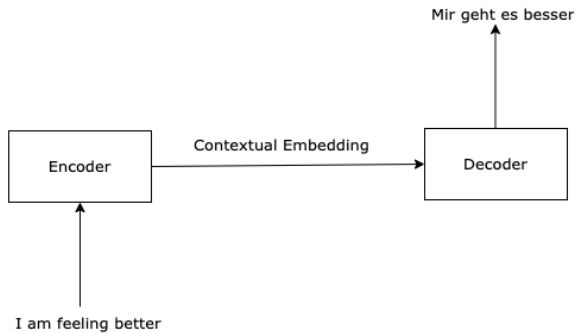 Mir geht es besser
Contextual Embedding
Encoder
Decoder
I am feeling better